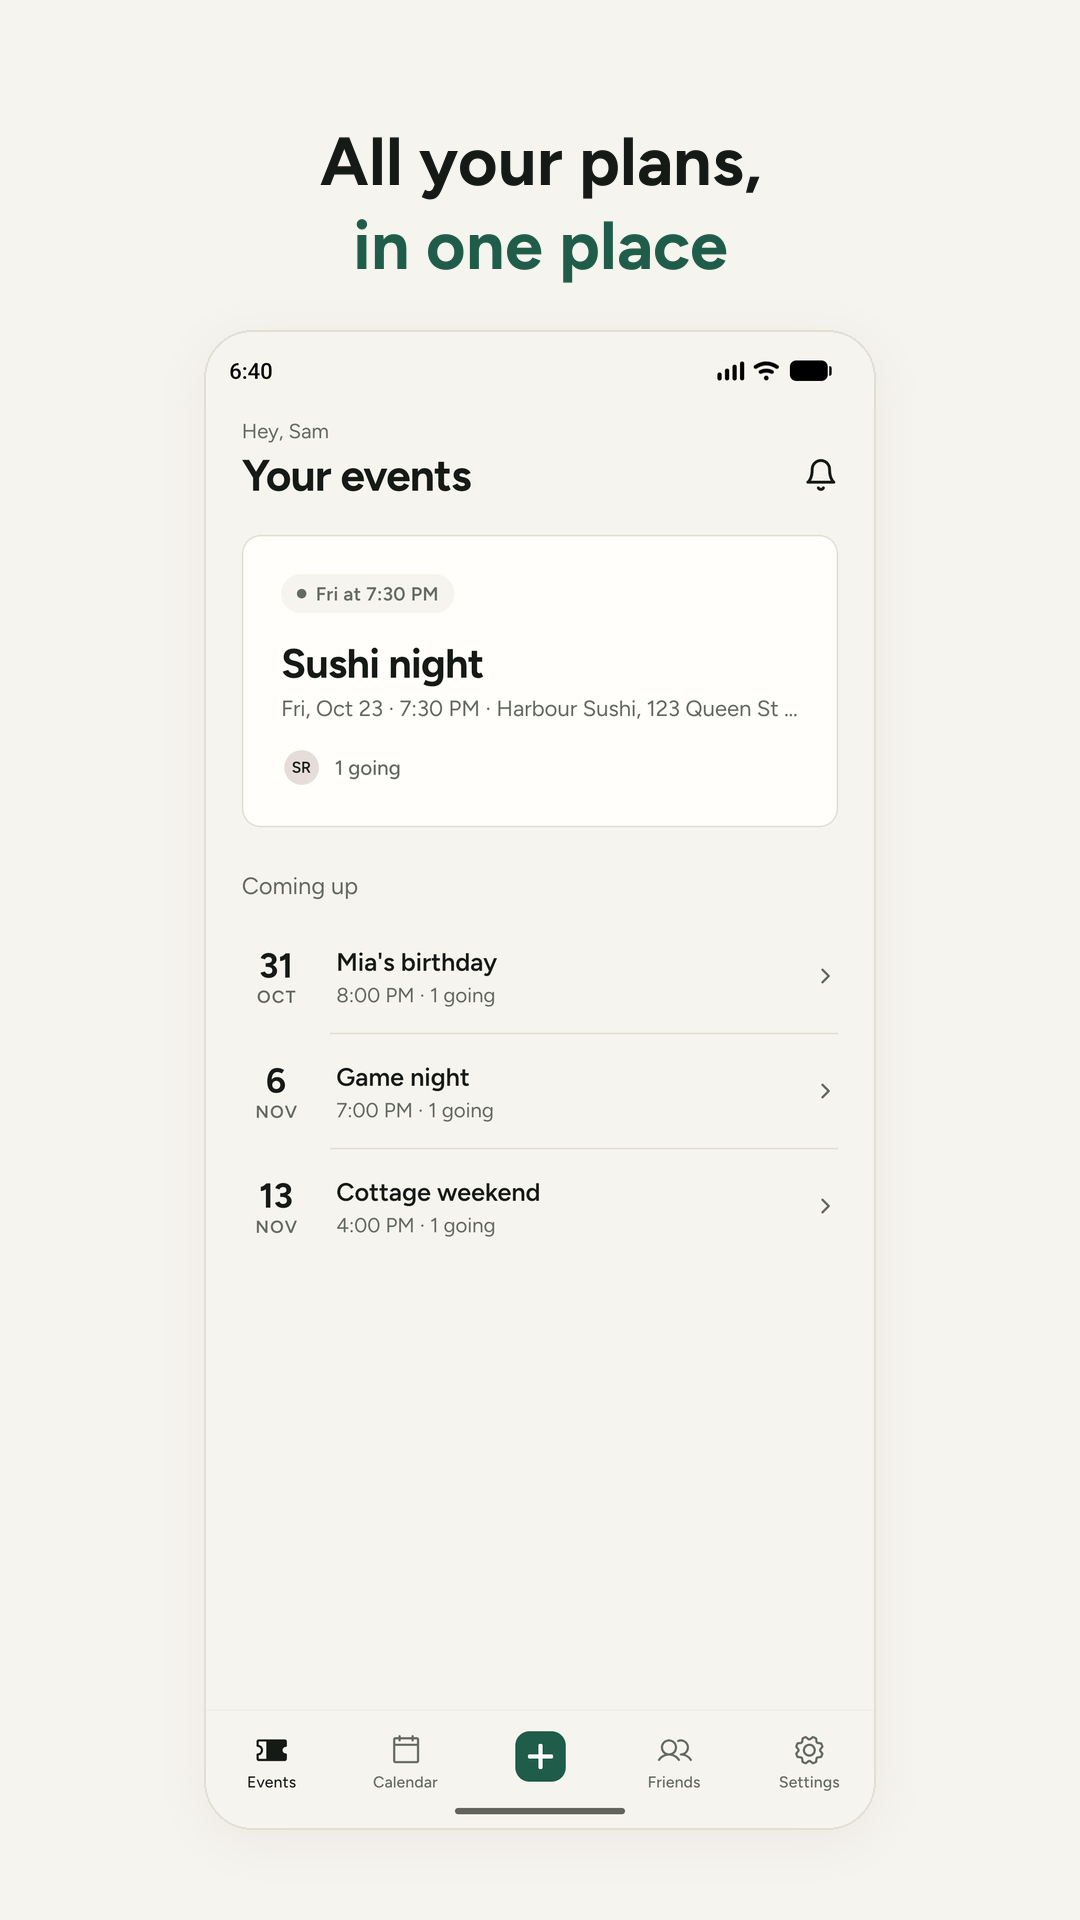 All your plans,
in one place
6:40
Hey, Sam
Your events
Fri at 7:30 PM
Sushi night
Fri, Oct 23 · 7:30 PM · Harbour Sushi, 123 Queen St ...
SR 1 going
Coming up
31 Mia's birthday
OCT 8:00 PM · 1 going
6 Game night
NOV 7:00 PM · 1 going
13 Cottage weekend
NOV 4:00 PM · 1 going
Events Calendar Friends Settings